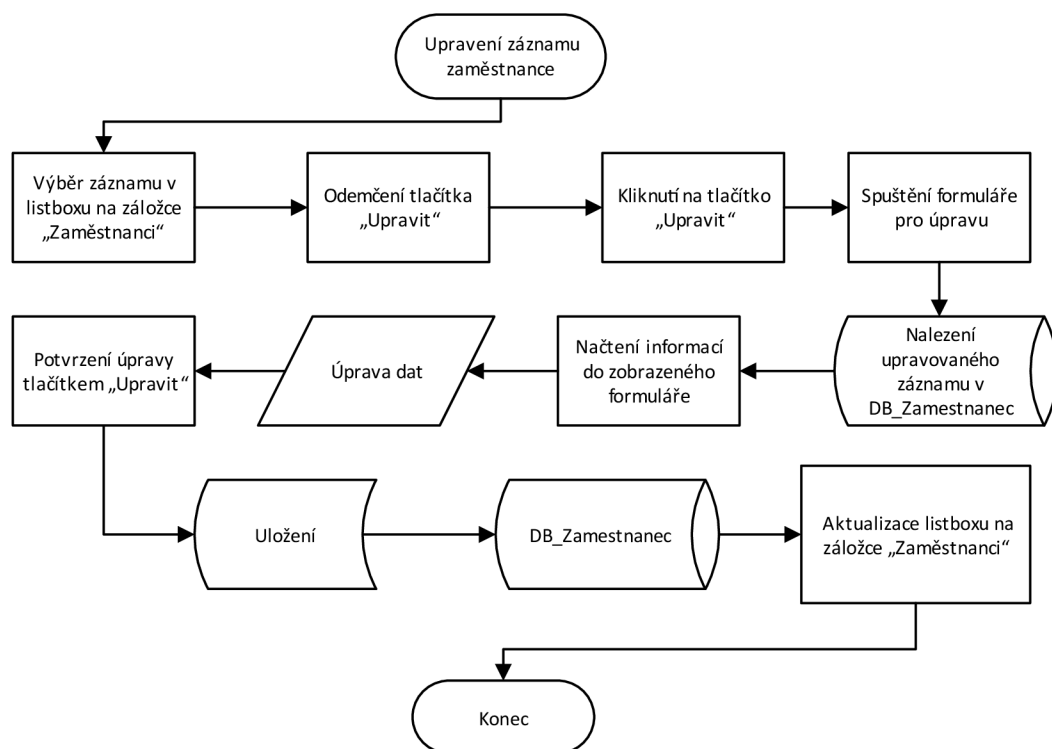 Upravení záznamu
zaměstnance
Výběr záznamu v
listboxu na záložce
„Zaměstnanci“
Odemčení tlačítka
„Upravit“
Kliknutí na tlačítko
„Upravit“
Spuštění formuláře
pro úpravu
Nalezení
upravovaného
záznamu v
DB_Zamestnanec
Načtení informací
do zobrazeného
formuláře
Úprava dat
Potvrzení úpravy
tlačítkem „Upravit“
Uložení
DB_Zamestnanec
Aktualizace listboxu na
záložce „Zaměstnanci“
Konec